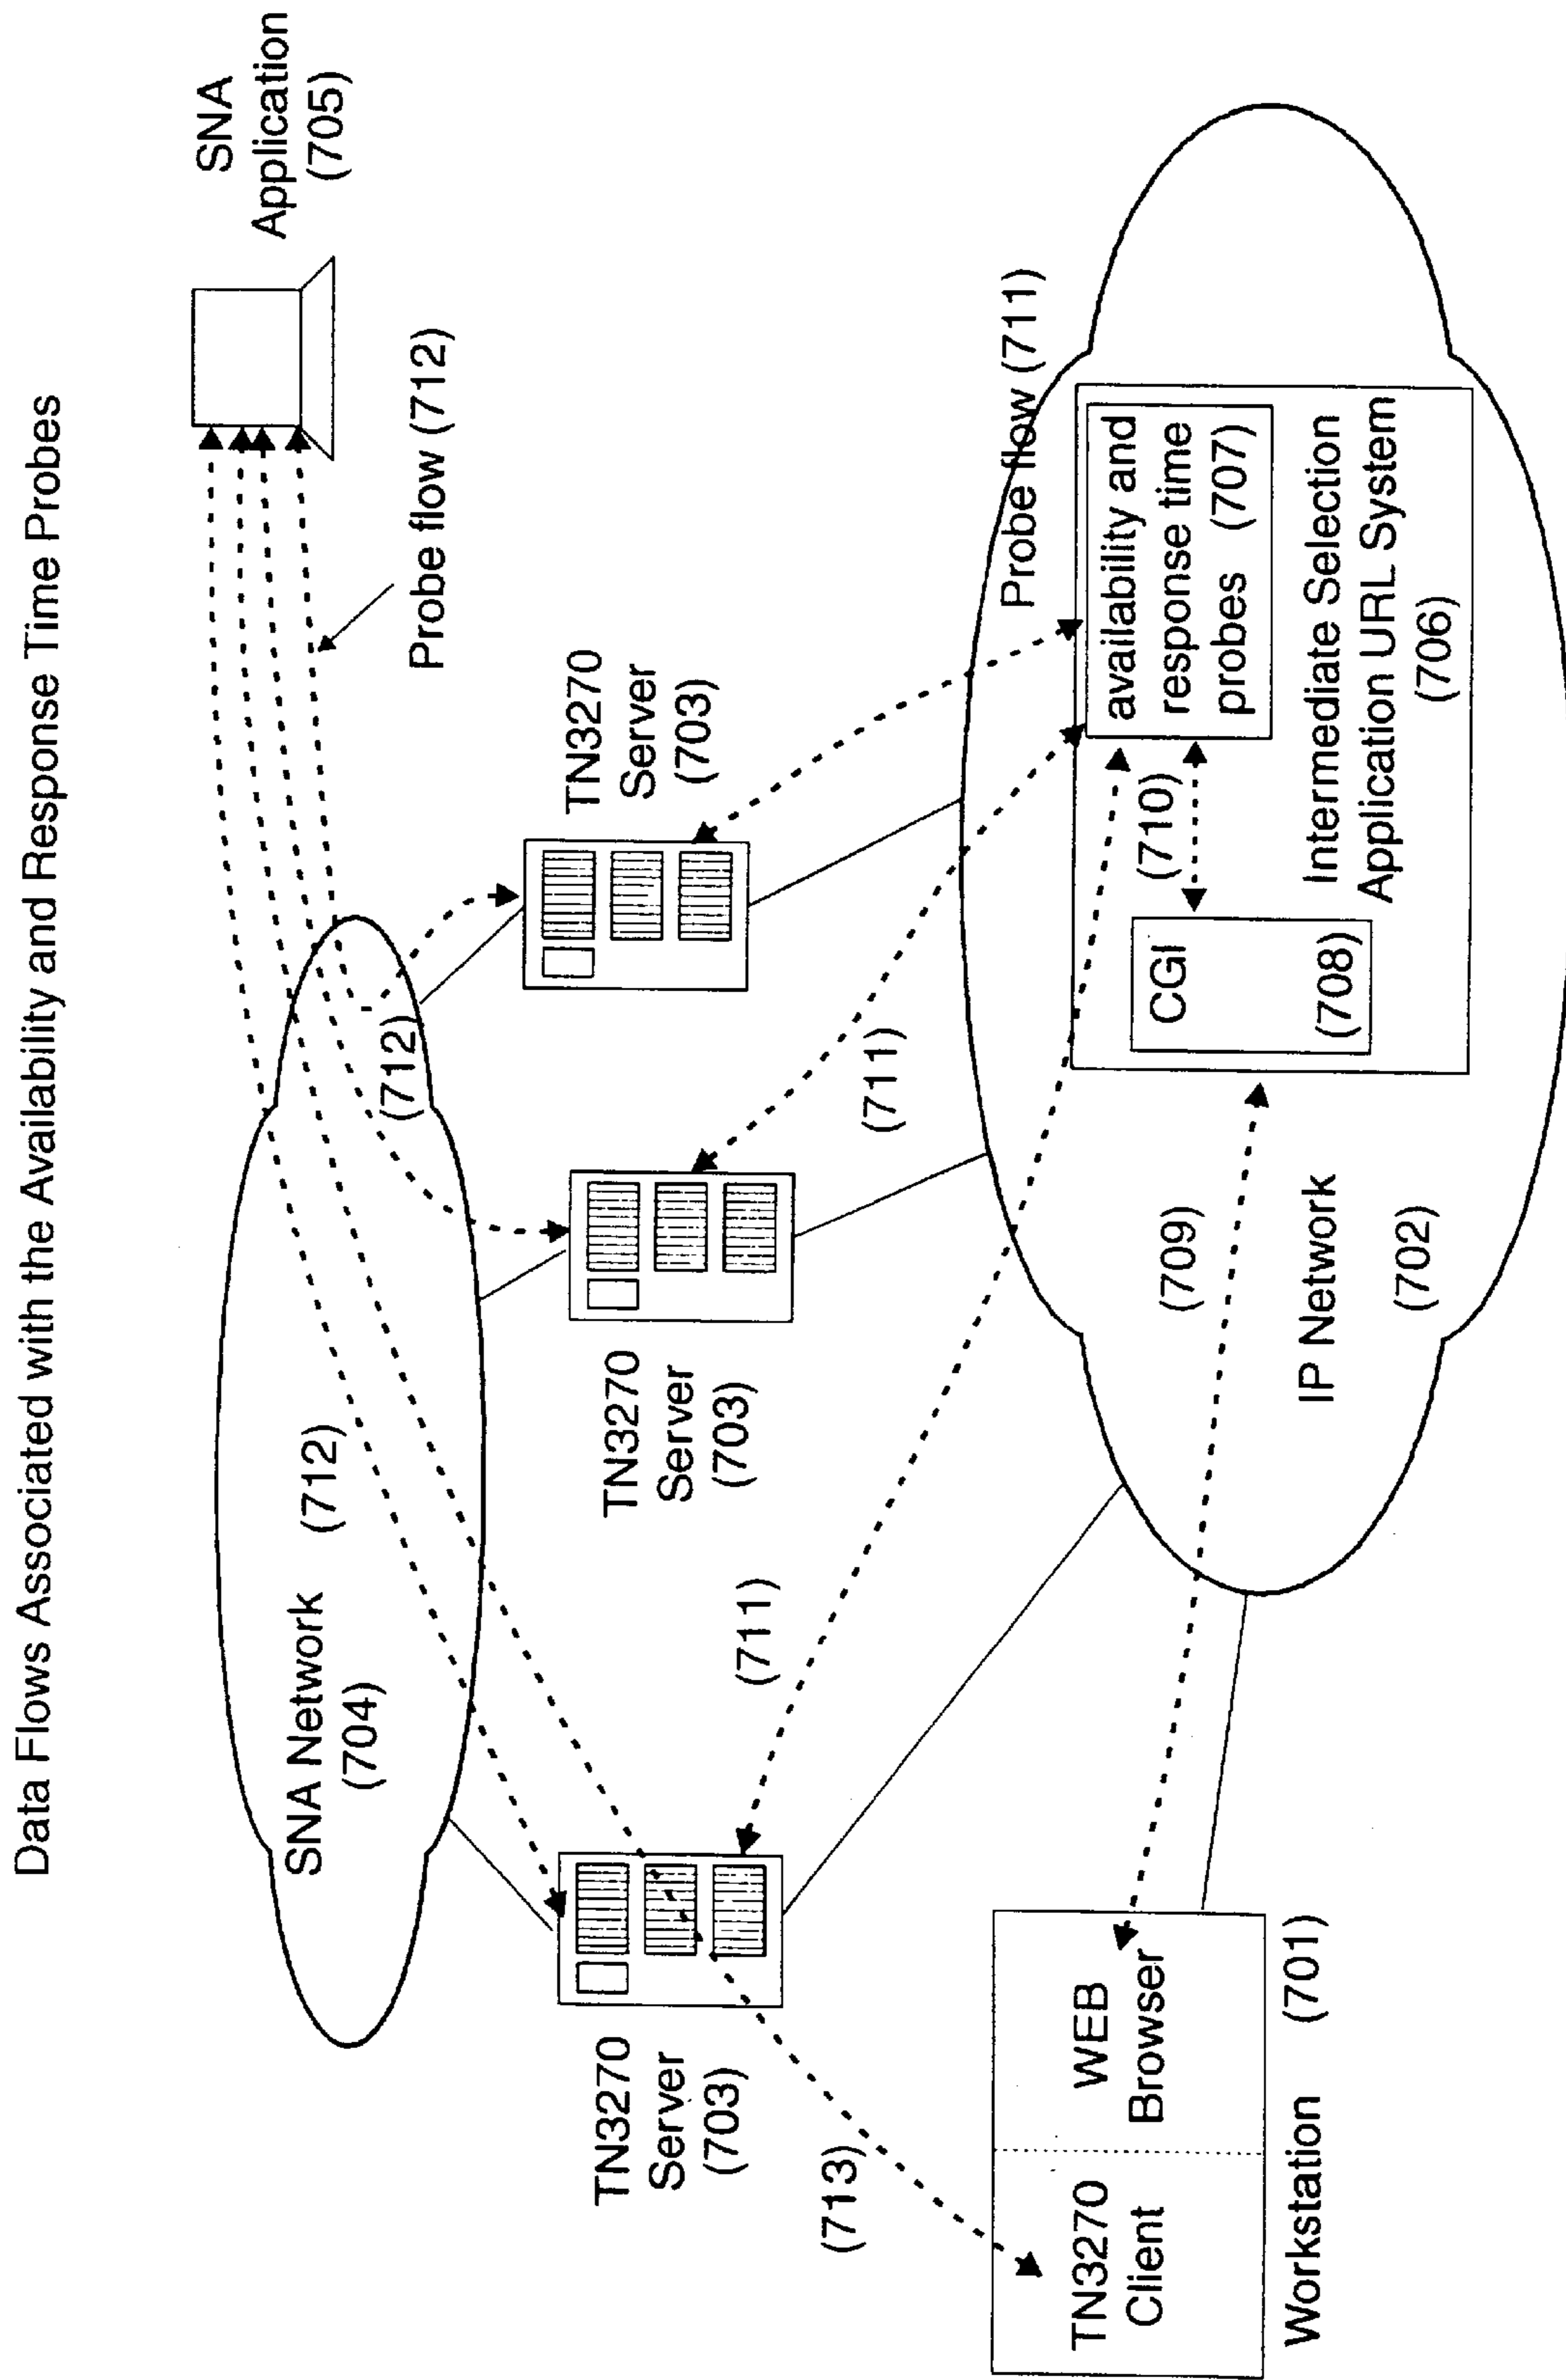 Data Flows Associated with the Availability and Response Time Probes
SNA
Application
(705)
Probe flow (712)
SNA Network
(704)
(712)
(712)
TN3270
Server
(703)
TN3270
Server
(703)
TN3270
Server
(703)
(711)
(711)
Probe flow (711)
(713)
availability and
response time
probes (707)
(710)
CGI
(708)
Intermediate Selection
Application URL System
(706)
(709)
IP Network
(702)
TN3270
Client
WEB
Browser
Workstation (701)